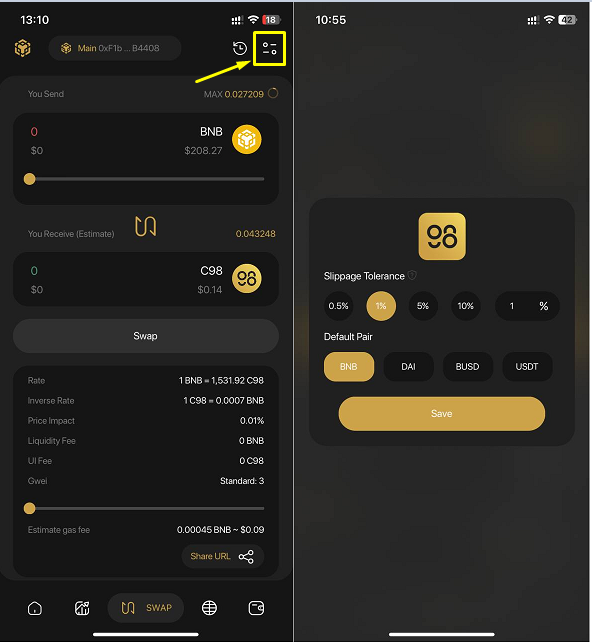 13:10
18
Main 0xF1b ... B4408
You Send
MAX 0.027209
0
BNB
$0
$208.27
You Receive (Estimate)
0.043248
0
C98
$0
$0.14
Swap
Rate
1 BNB = 1,531.92 C98
Inverse Rate
1 C98 = 0.0007 BNB
Price Impact
0.01%
Liquidity Fee
0 BNB
UI Fee
0 C98
Gwei
Standard: 3
Estimate gas fee
0.00045 BNB ~ $0.09
Share URL
SWAP
10:55
42
98
Slippage Tolerance
0.5%
1%
5%
10%
1 %
Default Pair
BNB
DAI
BUSD
USDT
Save